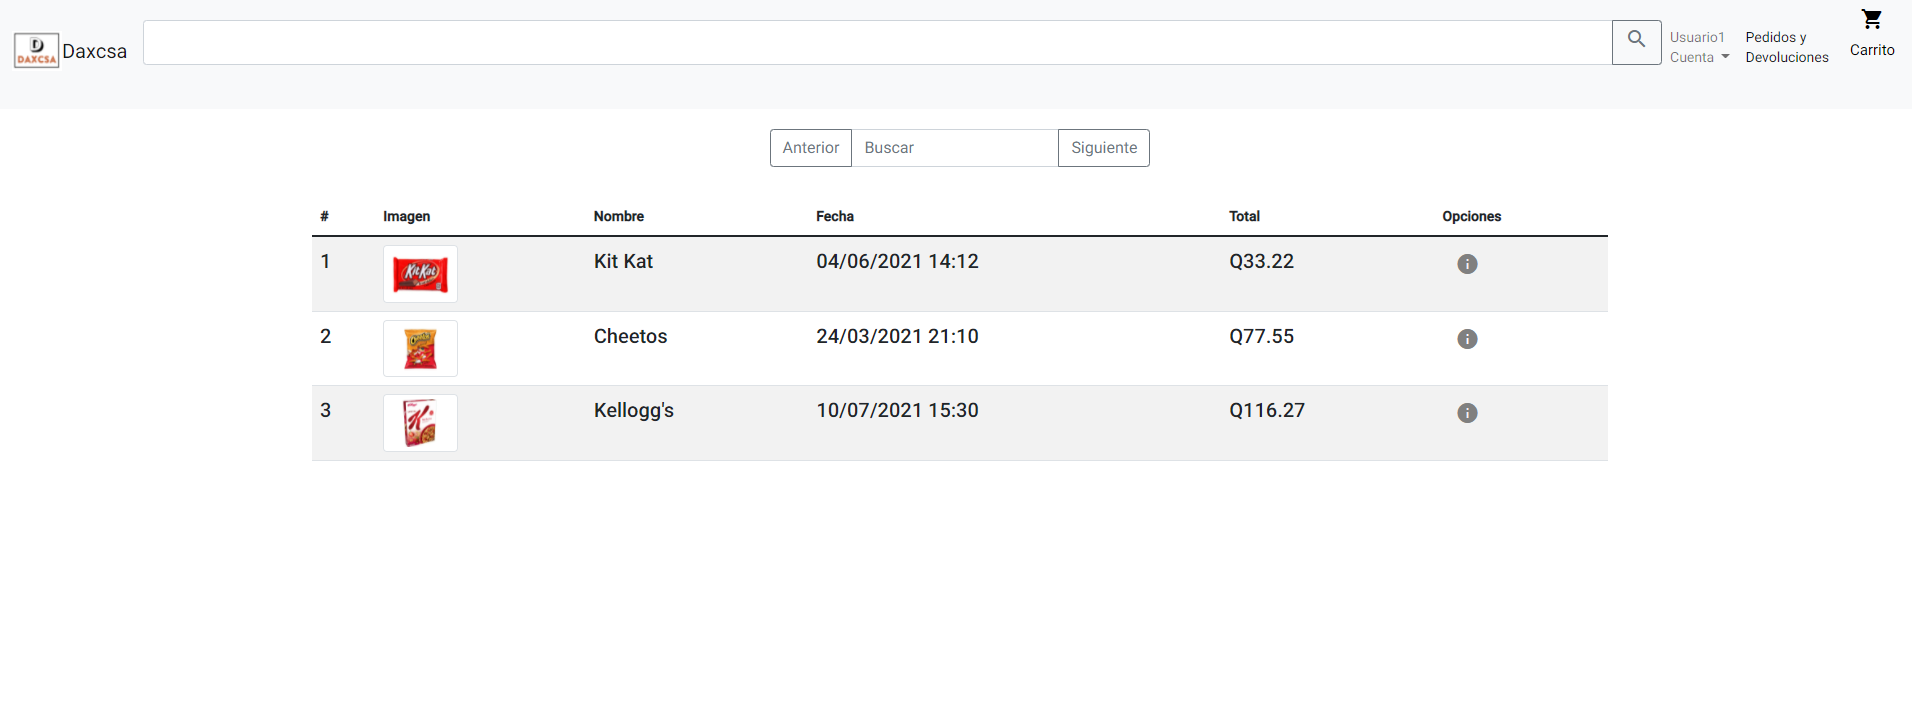 D
DAXCSA
Daxcsa
Usuario1
Cuenta
Pedidos y
Devoluciones
Carrito
Anterior
Buscar
Siguiente
# Imagen Nombre Fecha Total Opciones
1 KitKat Kit Kat 04/06/2021 14:12 Q33.22
2 Cheetos 24/03/2021 21:10 Q77.55
3 K Kellogg's 10/07/2021 15:30 Q116.27